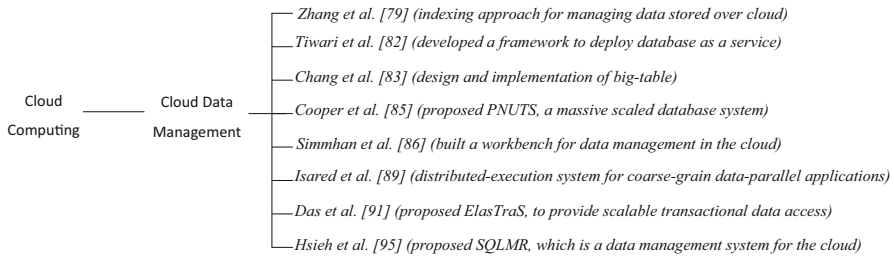 Zhang et al. [79] (indexing approach for managing data stored over cloud)
Tiwari et al. [82] (developed a framework to deploy database as a service)
Chang et al. [83] (design and implementation of big-table)
Cloud
Computing
Cloud Data
Management
Cooper et al. [85] (proposed PNUTS, a massive scaled database system)
Simmhan et al. [86] (built a workbench for data management in the cloud)
Isared et al. [89] (distributed-execution system for coarse-grain data-parallel applications)
Das et al. [91] (proposed ElasTraS, to provide scalable transactional data access)
Hsieh et al. [95] (proposed SQLMR, which is a data management system for the cloud)